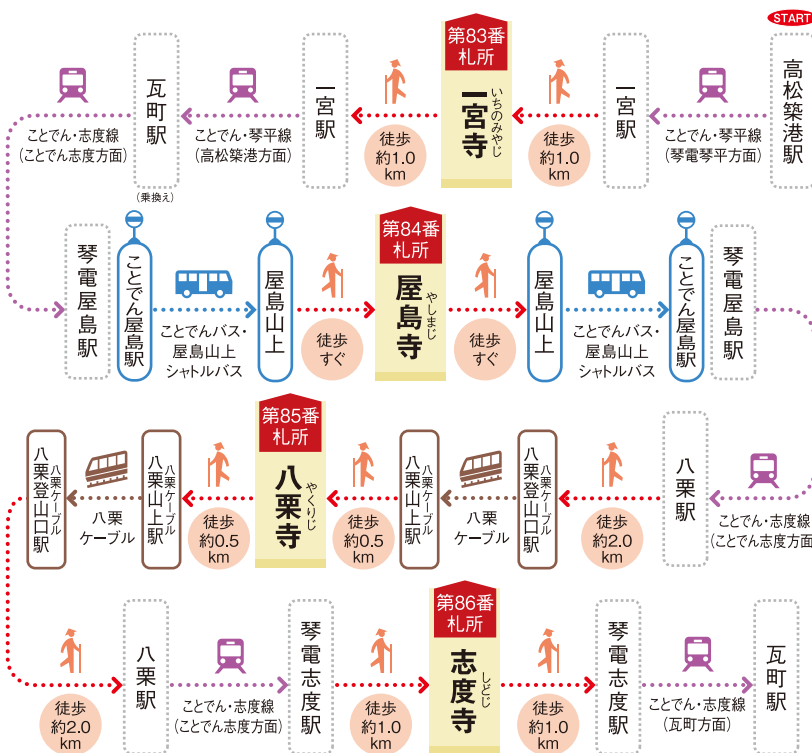 START
高松築港駅
ことでん・琴平線
(琴電琴平方面)
一宮駅
徒歩
約1.0
km
第83番
札所
一宮寺
いちのみやじ
徒歩
約1.0
km
一宮駅
ことでん・琴平線
(高松築港方面)
瓦町駅
(乗換え)
ことでん・志度線
(ことでん志度方面)
琴電屋島駅
ことでん屋島駅
ことでんバス・
屋島山上
シャトルバス
屋島山上
徒歩
すぐ
第84番
札所
屋島寺
やしまじ
徒歩
すぐ
屋島山上
ことでんバス・
屋島山上
シャトルバス
ことでん屋島駅
琴電屋島駅
ことでん・志度線
(ことでん志度方面)
八栗駅
徒歩
約2.0
km
八栗ケーブル
八栗登山口駅
八栗
ケーブル
八栗ケーブル
八栗山上駅
徒歩
約0.5
km
第85番
札所
八栗寺
やくりじ
徒歩
約0.5
km
八栗ケーブル
八栗山上駅
八栗
ケーブル
八栗ケーブル
八栗登山口駅
徒歩
約2.0
km
八栗駅
ことでん・志度線
(ことでん志度方面)
琴電志度駅
徒歩
約1.0
km
第86番
札所
志度寺
しどじ
徒歩
約1.0
km
琴電志度駅
ことでん・志度線
(瓦町方面)
瓦町駅